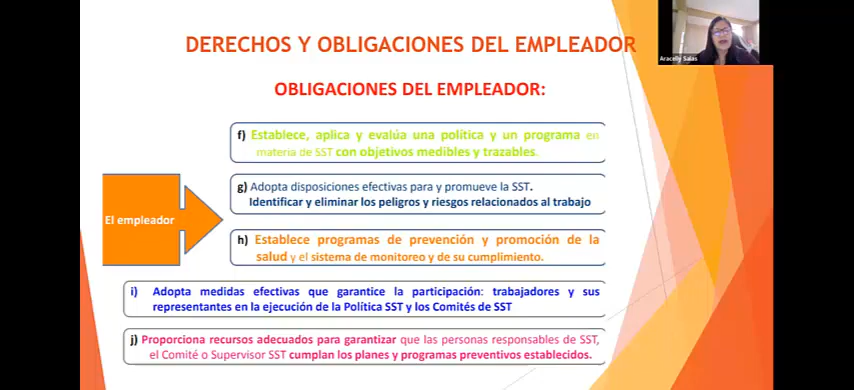 DERECHOS Y OBLIGACIONES DEL EMPLEADOR
Aracelly Salas
OBLIGACIONES DEL EMPLEADOR:
f) Establece, aplica y evalúa una política y un programa en
materia de SST con objetivos medibles y trazables.
g) Adopta disposiciones efectivas para y promueve la SST.
Identificar y eliminar los peligros y riesgos relacionados al trabajo
El empleador
h) Establece programas de prevención y promoción de la
salud y el sistema de monitoreo y de su cumplimiento.
i) Adopta medidas efectivas que garantice la participación: trabajadores y sus
representantes en la ejecución de la Política SST y los Comités de SST
j) Proporciona recursos adecuados para garantizar que las personas responsables de SST,
el Comité o Supervisor SST cumplan los planes y programas preventivos establecidos.